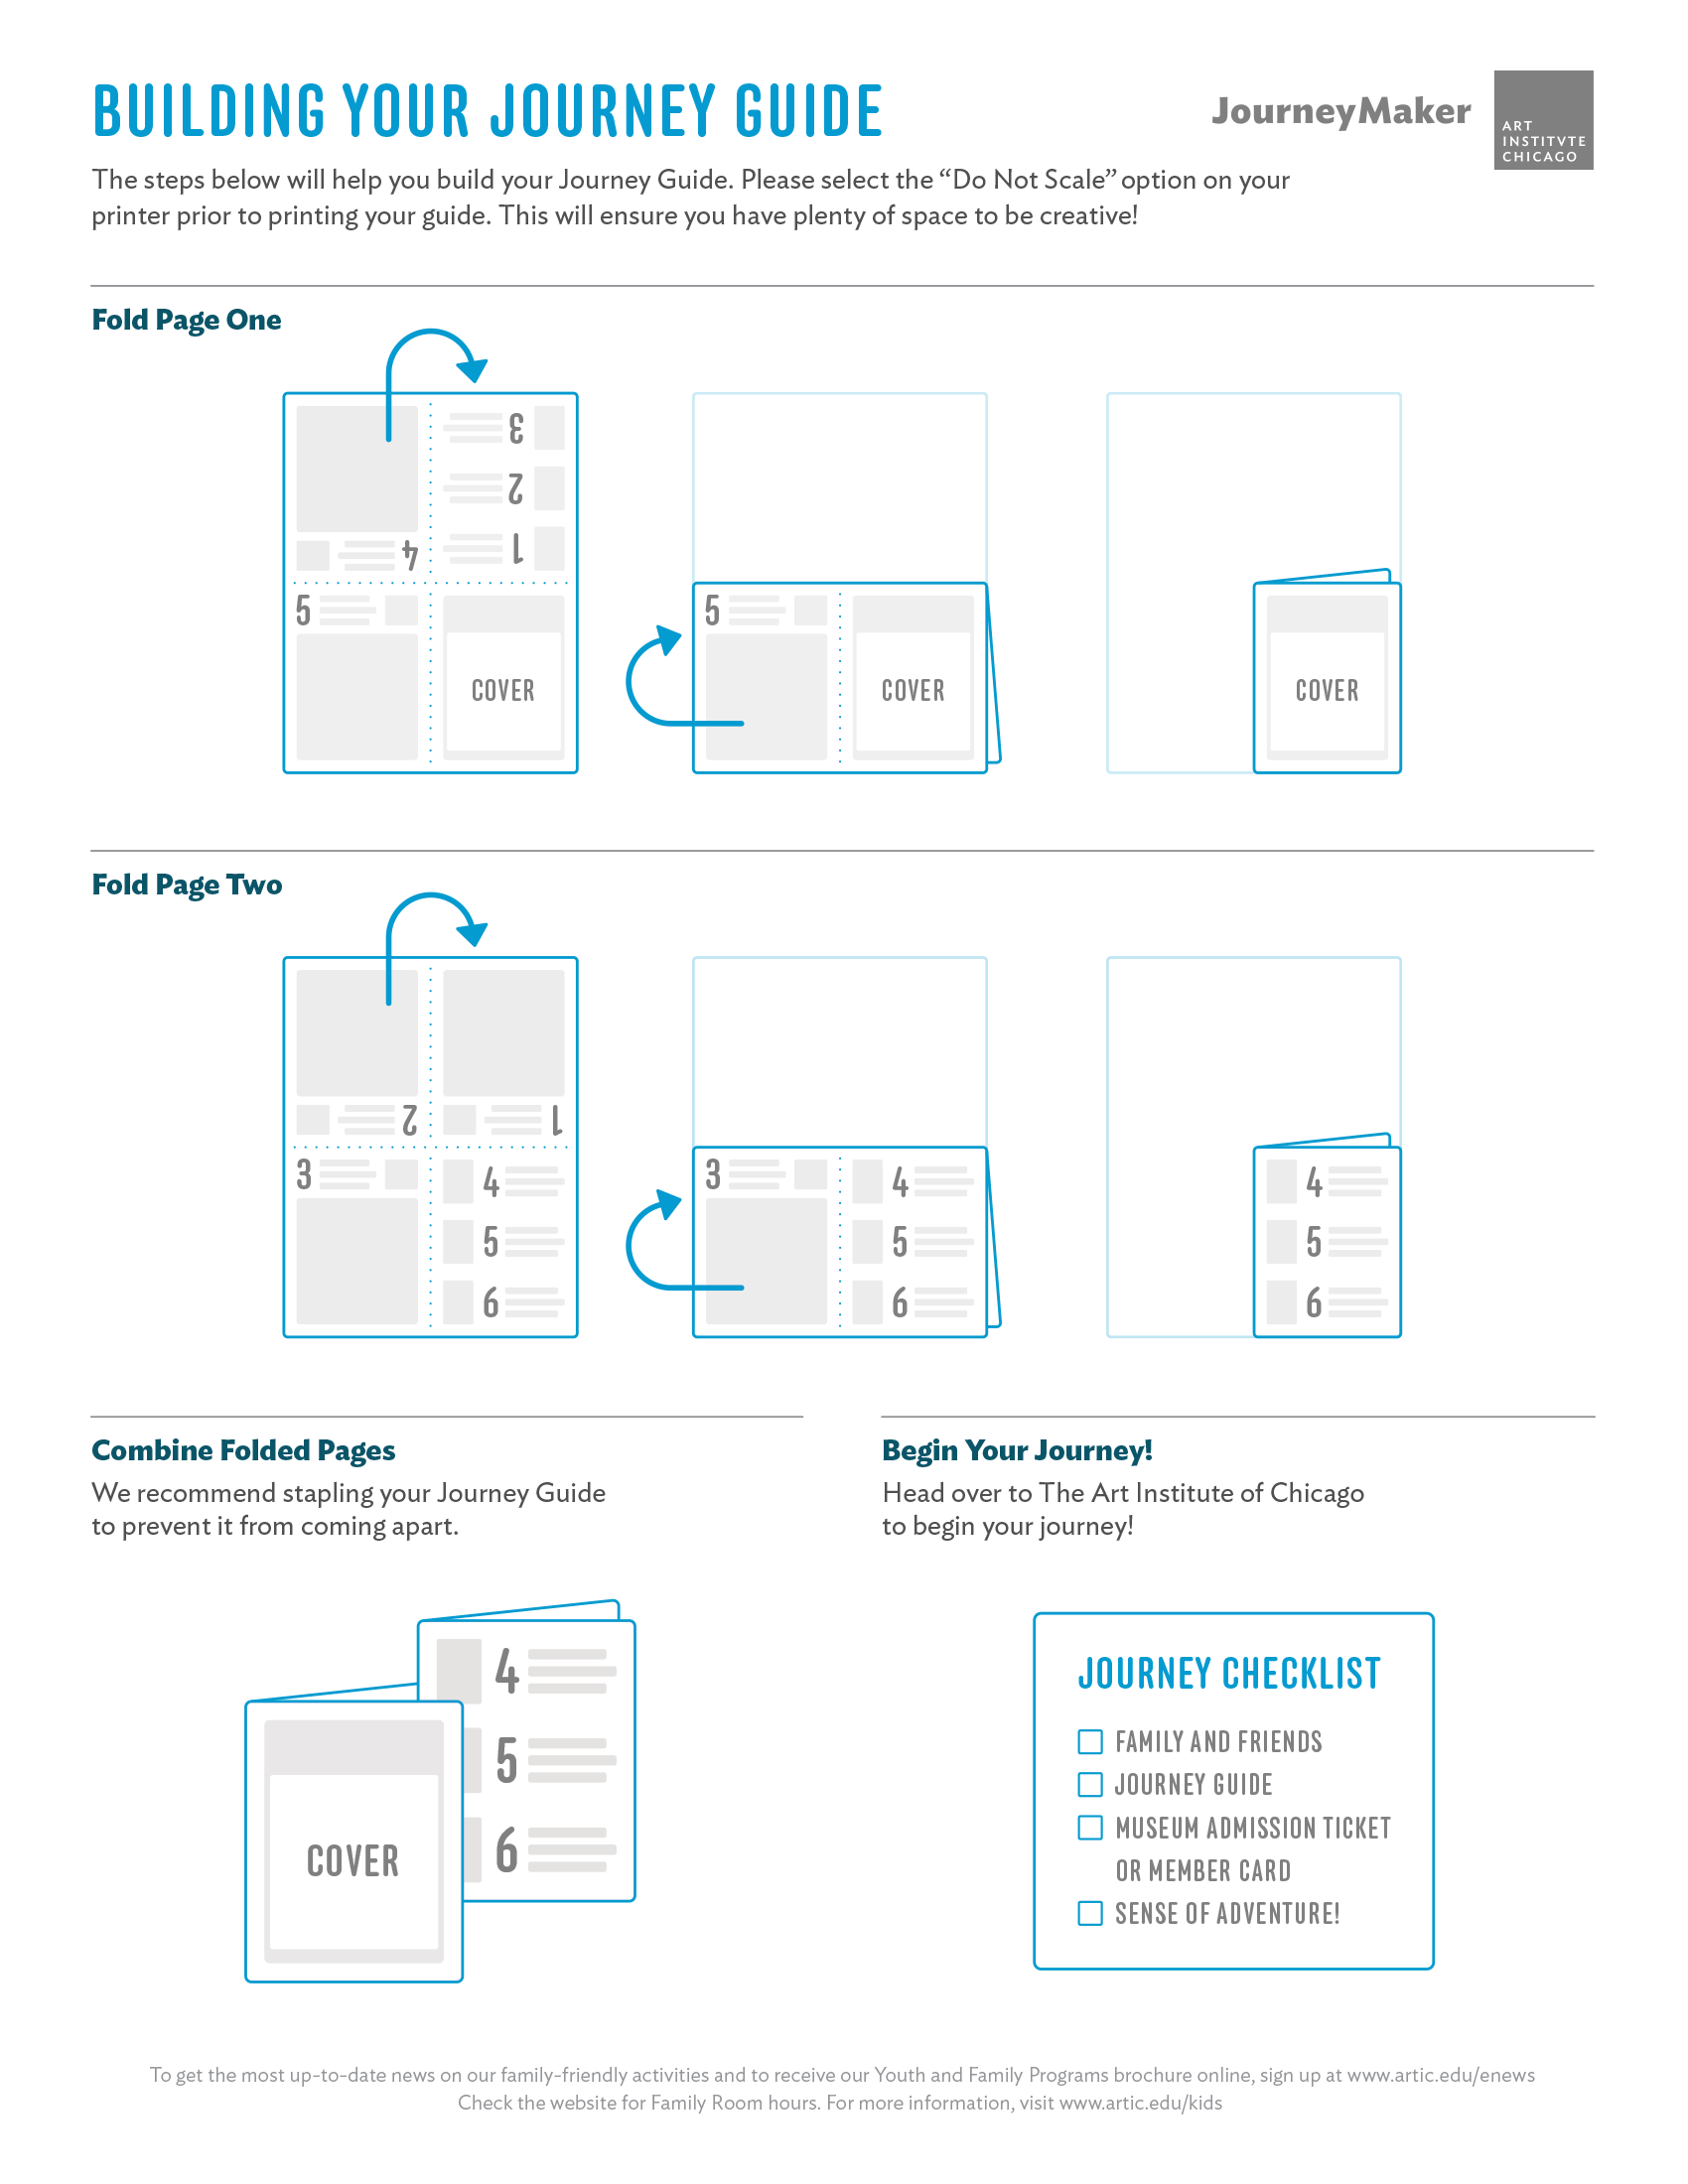 BUILDING YOUR JOURNEY GUIDE
JourneyMaker
ART
INSTITVTE
CHICAGO
The steps below will help you build your Journey Guide. Please select the “Do Not Scale” option on your
printer prior to printing your guide. This will ensure you have plenty of space to be creative!
Fold Page One
3
2
1
4
5
COVER
5
COVER
COVER
Fold Page Two
2
1
3
4
5
6
3
4
5
6
4
5
6
Combine Folded Pages
We recommend stapling your Journey Guide
to prevent it from coming apart.
4
5
6
COVER
Begin Your Journey!
Head over to The Art Institute of Chicago
to begin your journey!
JOURNEY CHECKLIST
FAMILY AND FRIENDS
JOURNEY GUIDE
MUSEUM ADMISSION TICKET
OR MEMBER CARD
SENSE OF ADVENTURE!
To get the most up-to-date news on our family-friendly activities and to receive our Youth and Family Programs brochure online, sign up at www.artic.edu/enews
Check the website for Family Room hours. For more information, visit www.artic.edu/kids